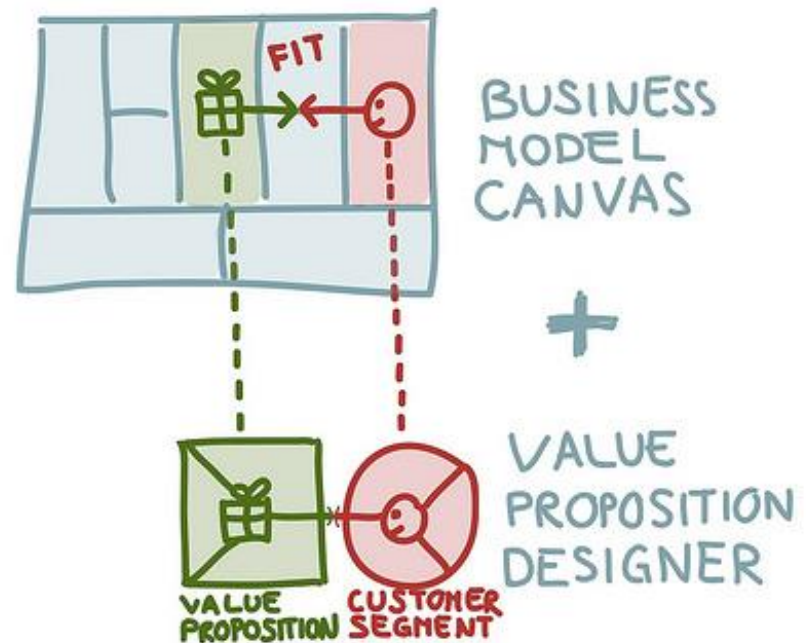 FIT
BUSINESS
MODEL
CANVAS
+
VALUE
PROPOSITION
DESIGNER
VALUE
PROPOSITION
CUSTOMER
SEGMENT